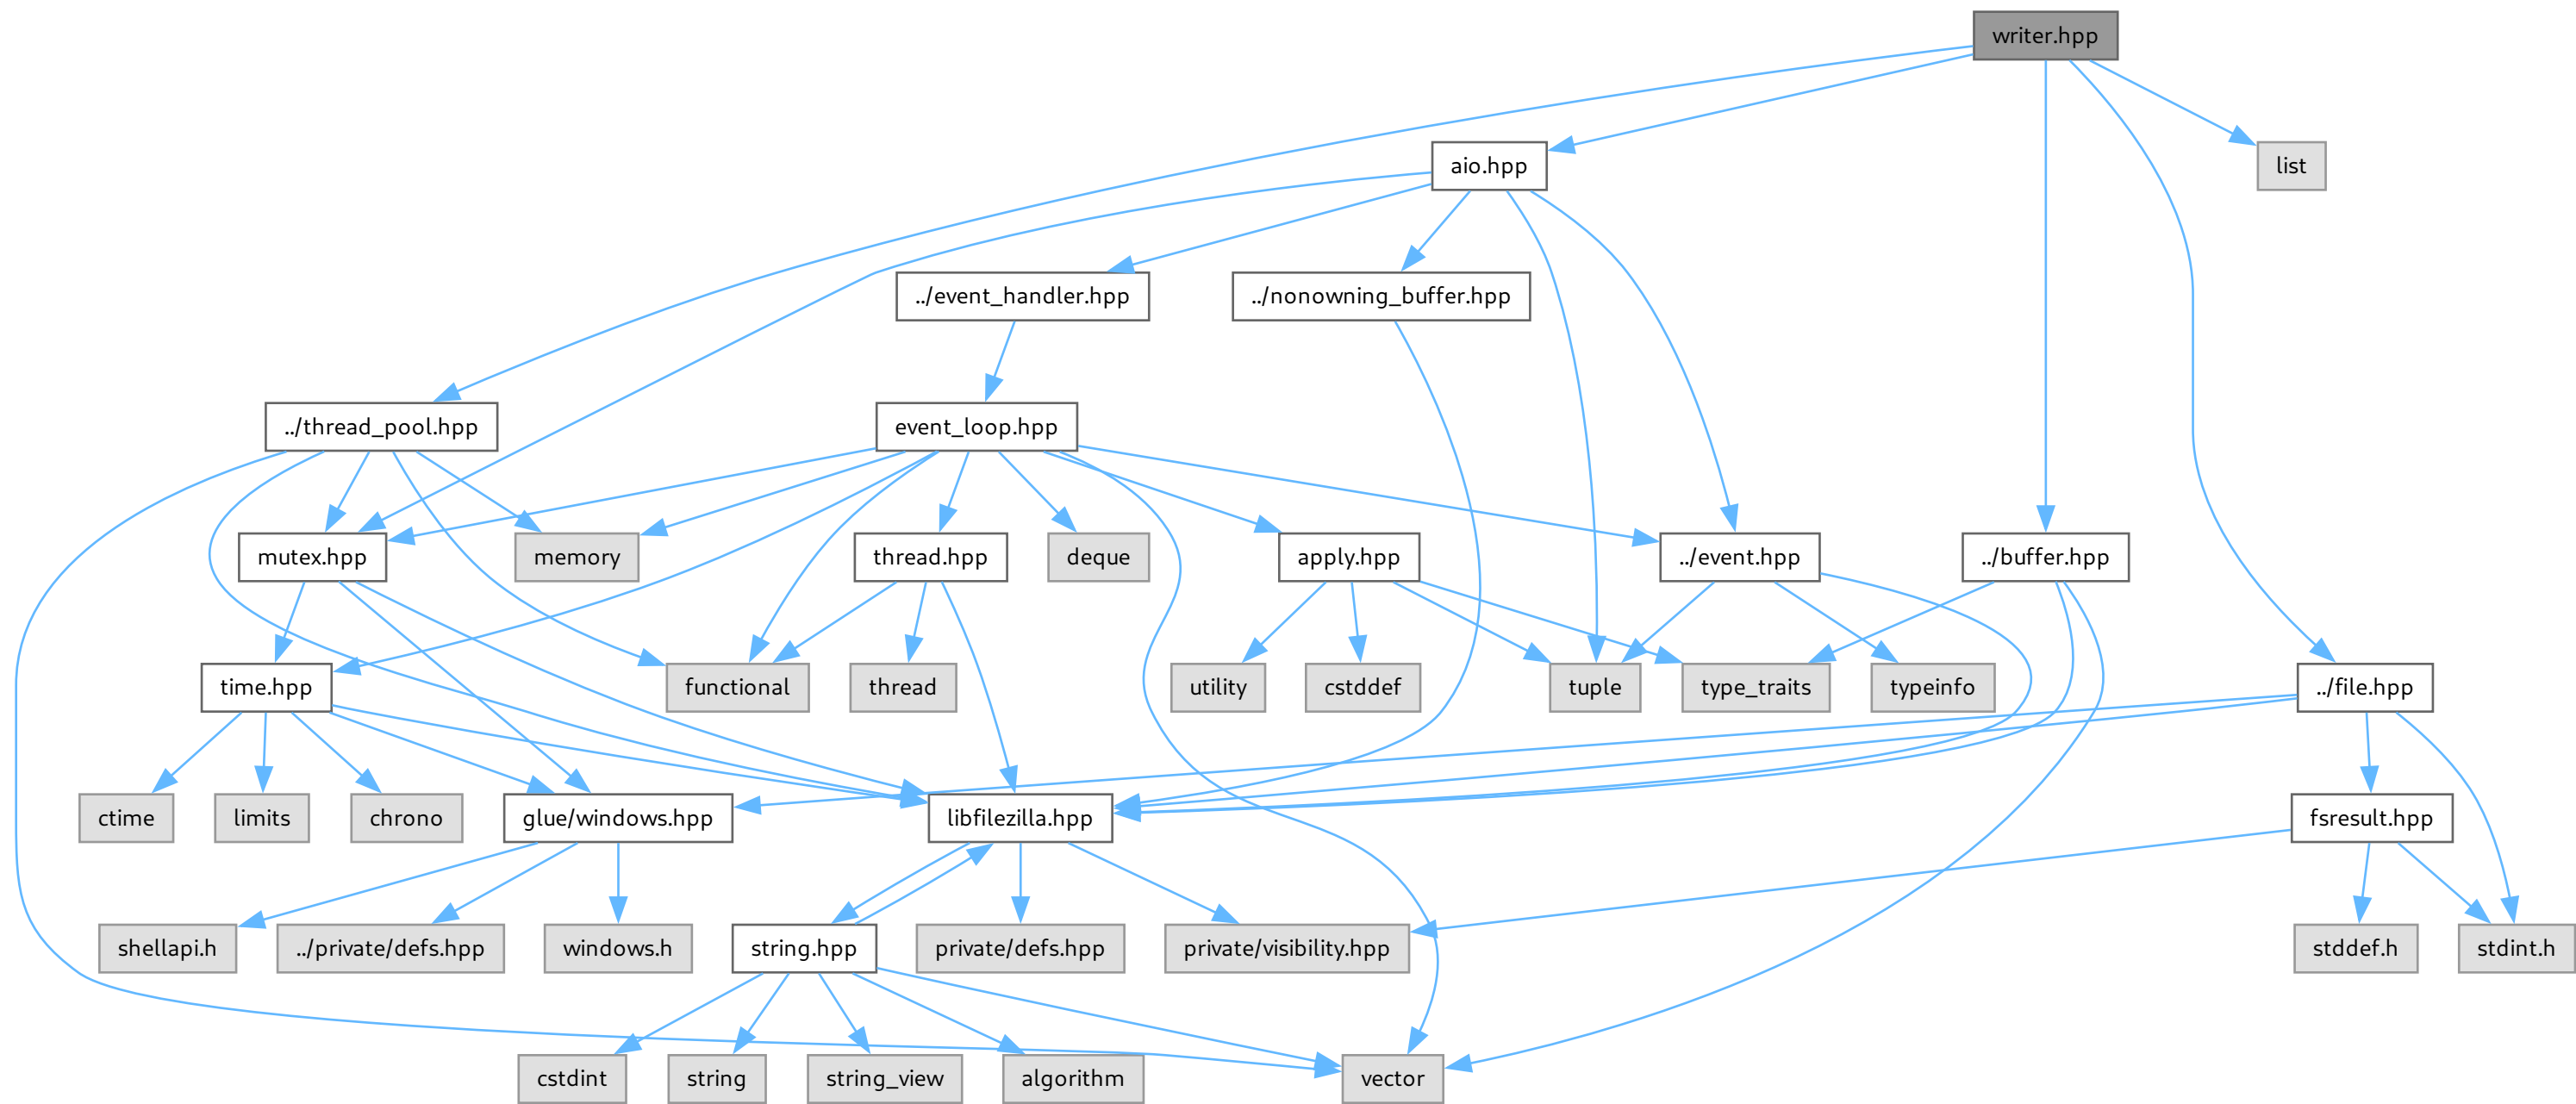 writer.hpp
aio.hpp
list
../event_handler.hpp
../nonowning_buffer.hpp
../thread_pool.hpp
event_loop.hpp
mutex.hpp
memory
thread.hpp
deque
apply.hpp
../event.hpp
../buffer.hpp
time.hpp
functional
thread
utility
cstddef
tuple
type_traits
typeinfo
../file.hpp
ctime
limits
chrono
glue/windows.hpp
libfilezilla.hpp
fsresult.hpp
shellapi.h
../private/defs.hpp
windows.h
string.hpp
private/defs.hpp
private/visibility.hpp
stddef.h
stdint.h
cstdint
string
string_view
algorithm
vector